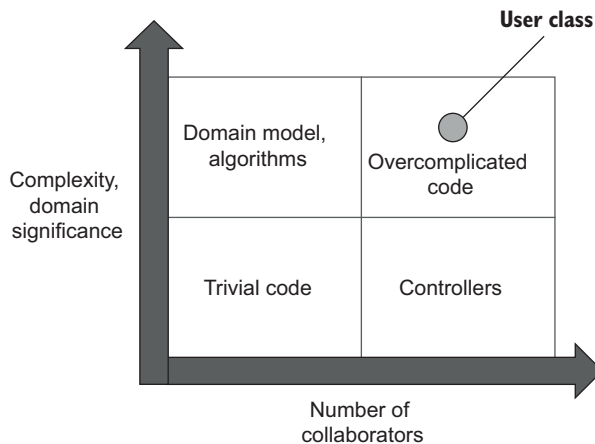 User class
Domain model,
algorithms
Overcomplicated
code
Complexity,
domain
significance
Trivial code
Controllers
Number of
collaborators